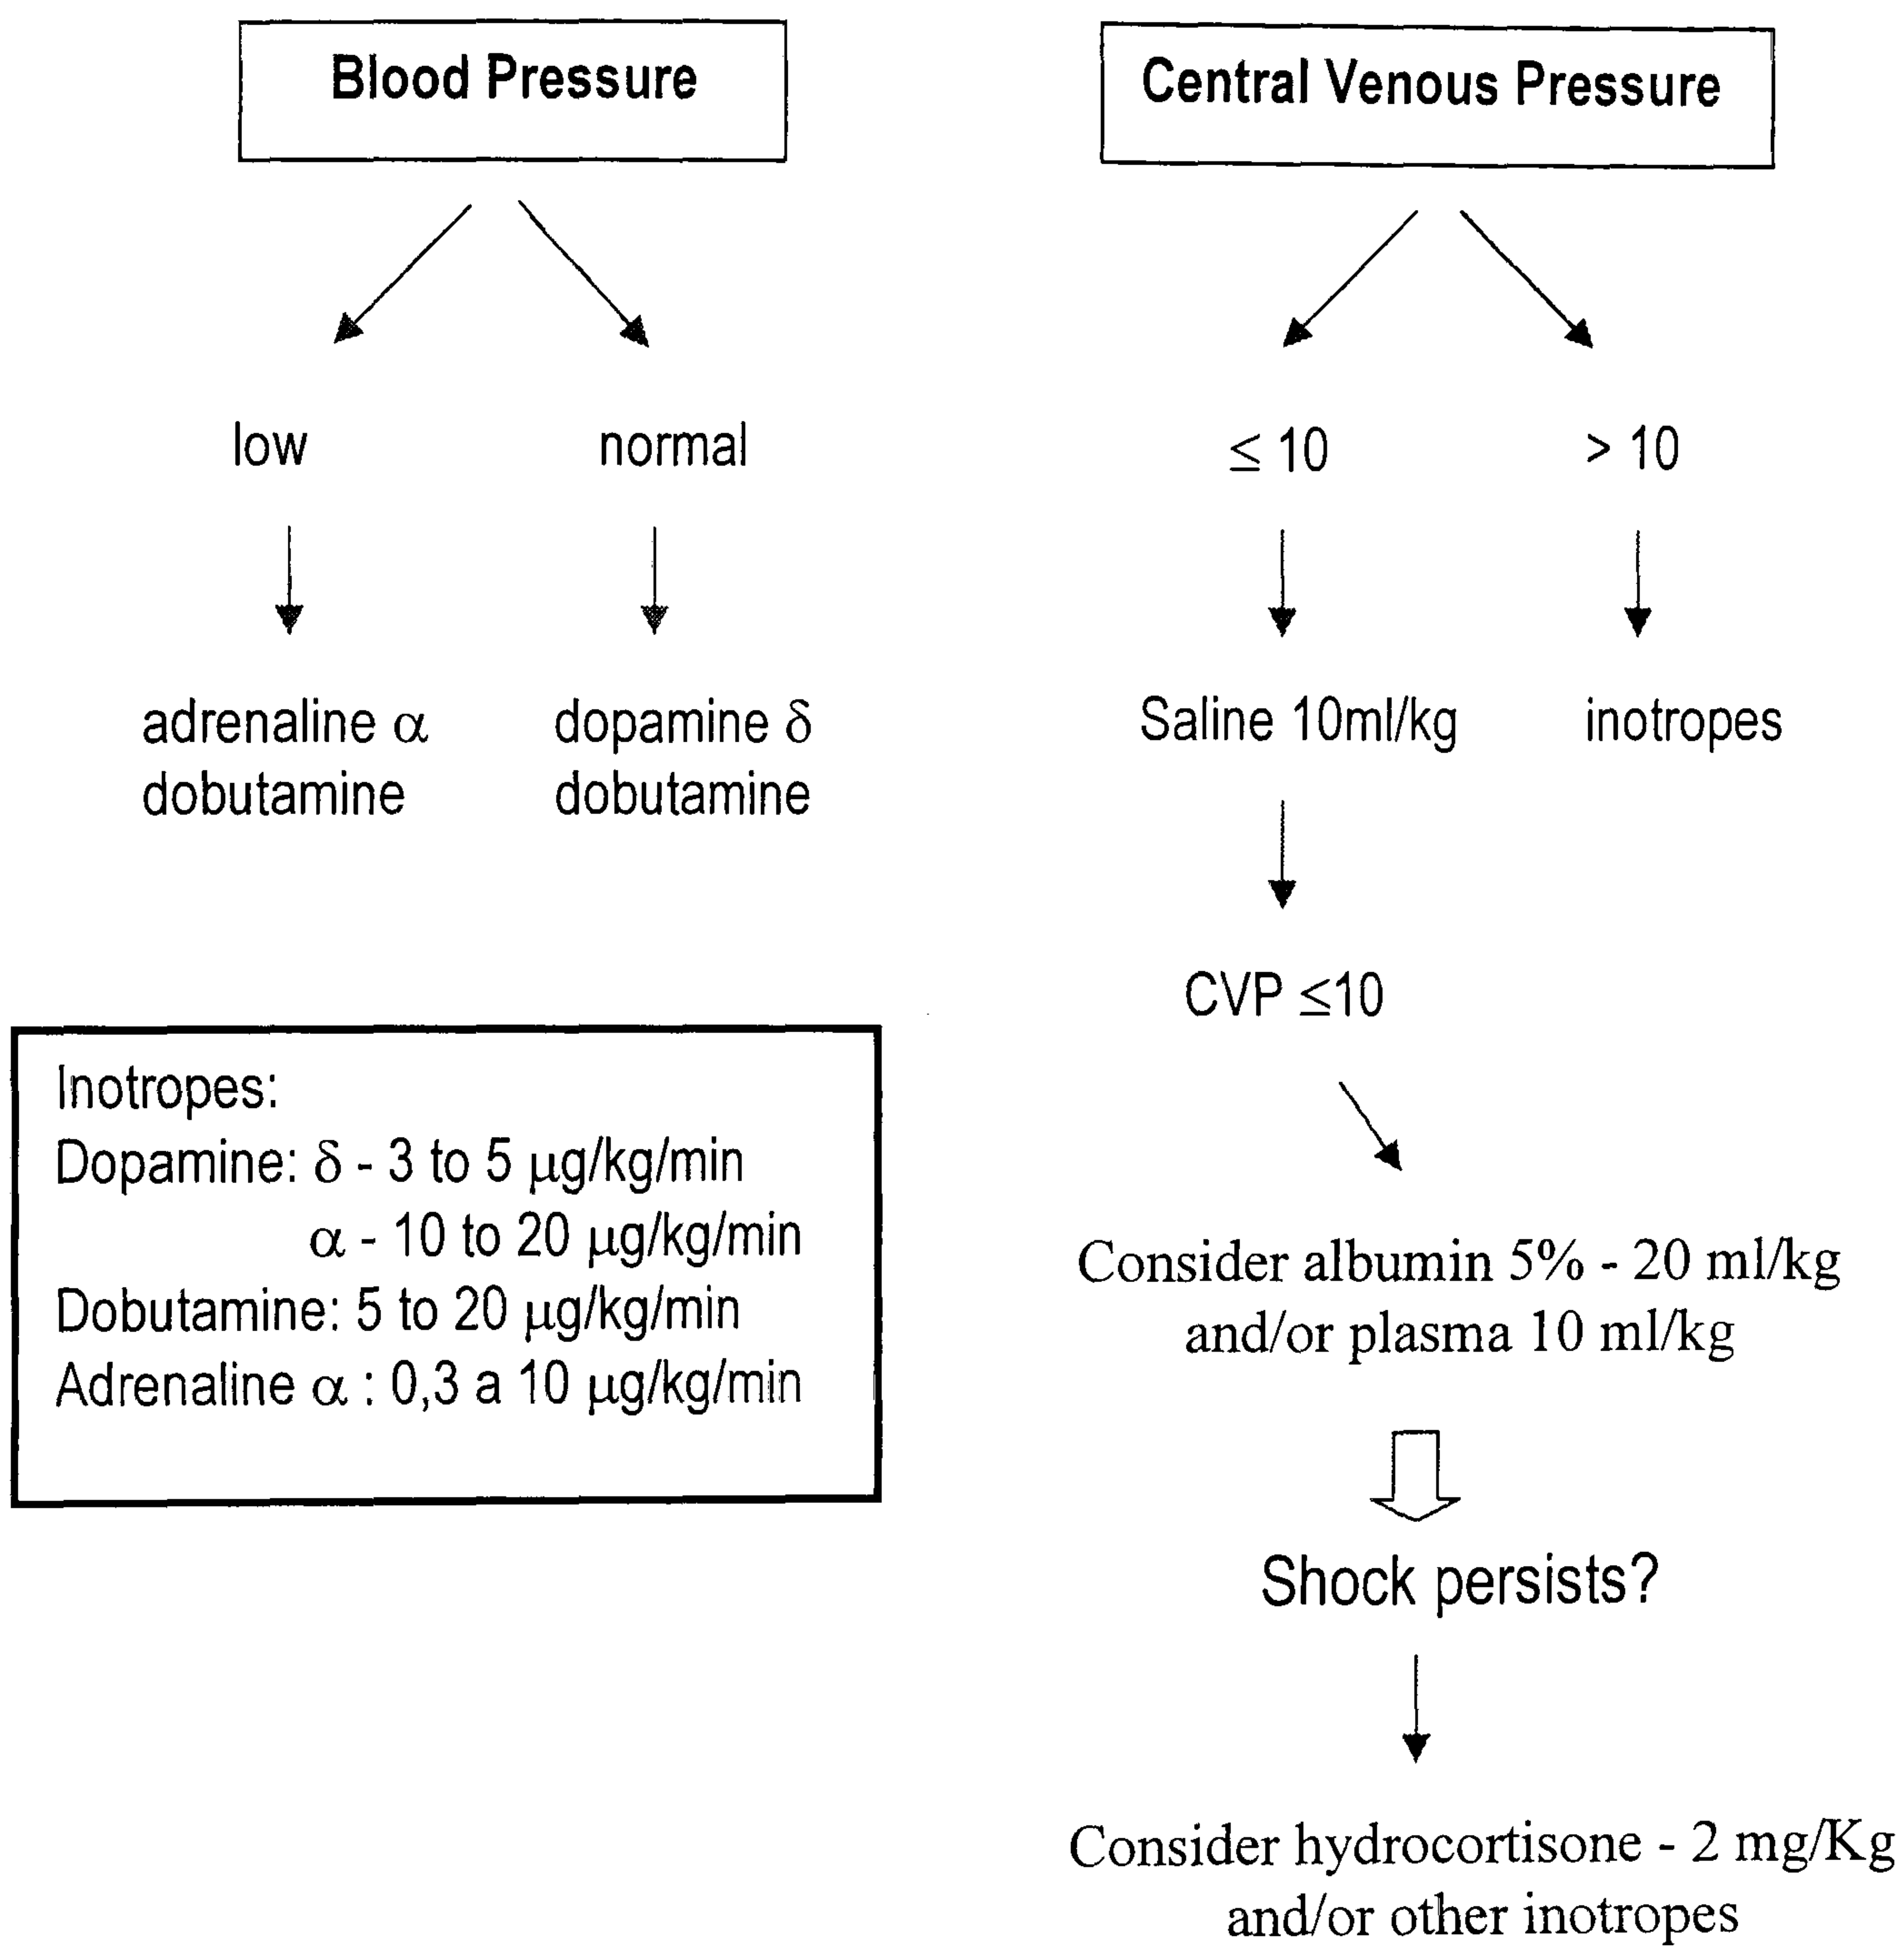 Blood Pressure
low
normal
adrenaline α
dobutamine
dopamine δ
dobutamine
Inotropes:
Dopamine: δ - 3 to 5 μg/kg/min
α - 10 to 20 μg/kg/min
Dobutamine: 5 to 20 μg/kg/min
Adrenaline α : 0,3 a 10 μg/kg/min
Central Venous Pressure
≤ 10
> 10
Saline 10ml/kg
inotropes
CVP ≤10
Consider albumin 5% - 20 ml/kg
and/or plasma 10 ml/kg
Shock persists?
Consider hydrocortisone - 2 mg/Kg
and/or other inotropes